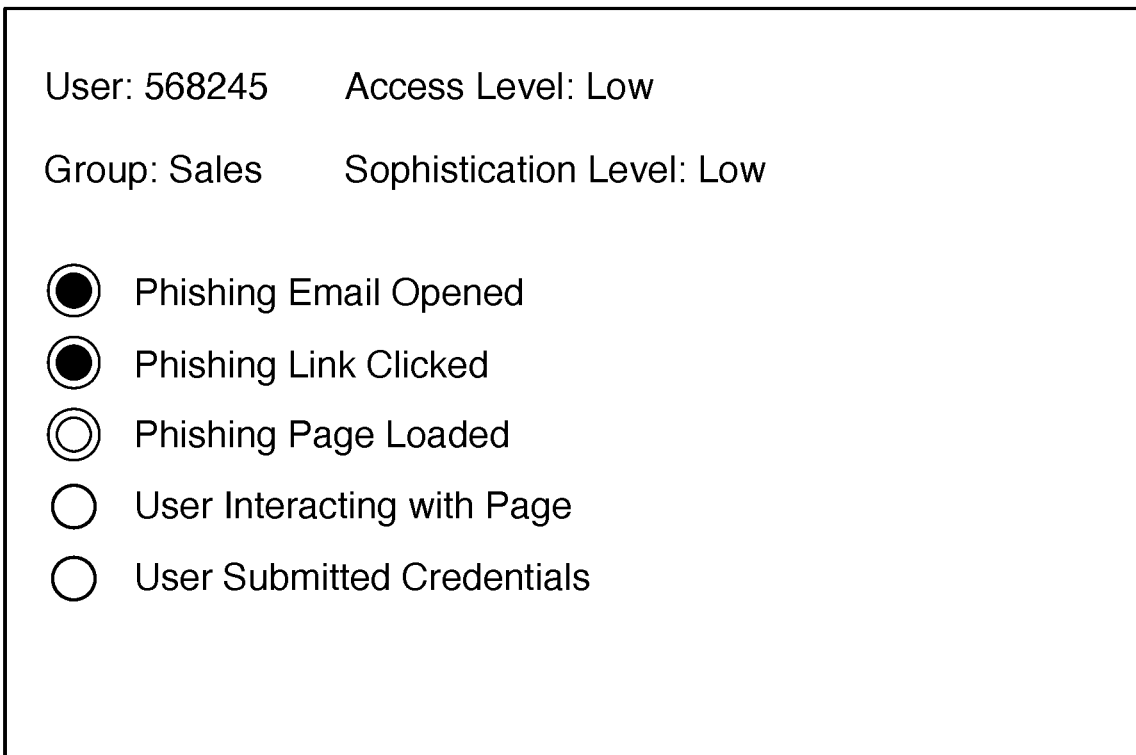 User: 568245 Access Level: Low
Group: Sales Sophistication Level: Low
Phishing Email Opened
Phishing Link Clicked
Phishing Page Loaded
User Interacting with Page
User Submitted Credentials